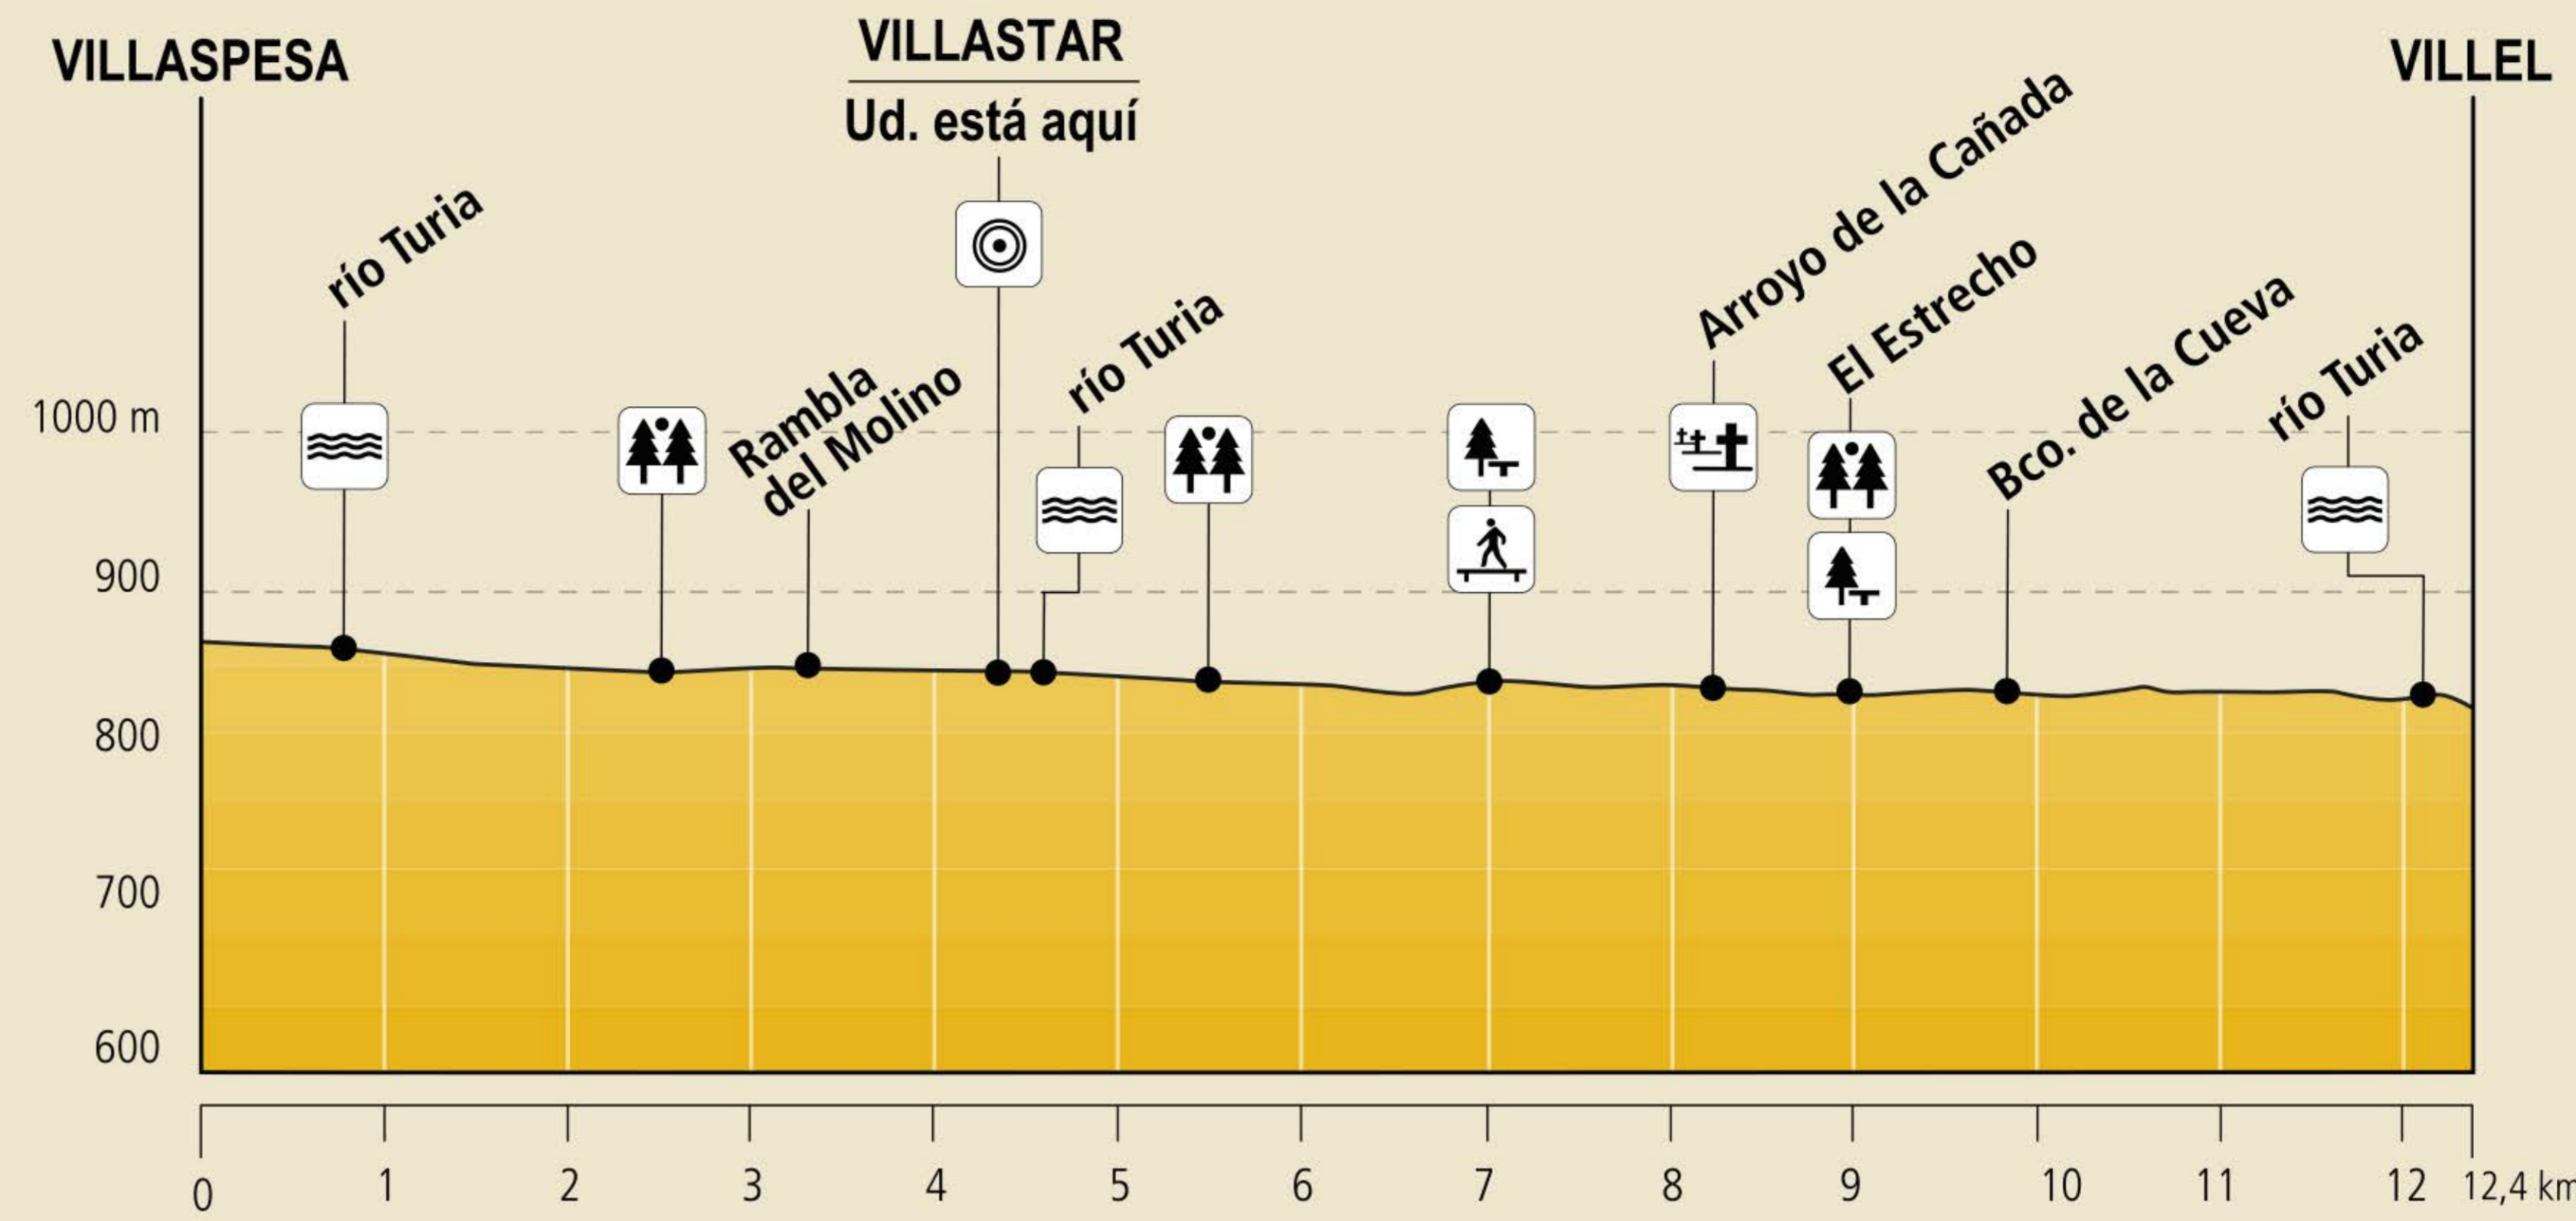 VILLASPESA
VILLASTAR
Ud. está aquí
VILLEL
río Turia
Rambla
del Molino
río Turia
Arroyo de la Cañada
El Estrecho
Bco. de la Cueva
río Turia
1000 m
900
800
700
600
0 1 2 3 4 5 6 7 8 9 10 11 12 12,4 km